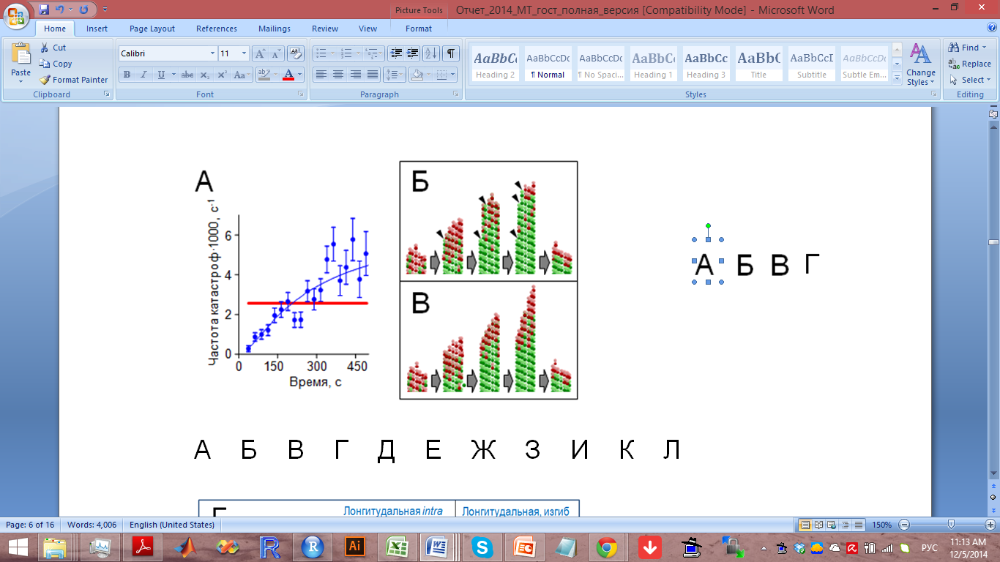 Отчет_2014_МТ_гост_полная_версия [Compatibility Mode] - Microsoft Word
Picture Tools
Home Insert Page Layout References Mailings Review View Format
Paste
Cut
Copy
Format Painter
Clipboard
Calibri 11
Font
Paragraph
AaBbCc Heading 2
AaBbCcDc ¶ Normal
AaBbCcDc ¶ No Spaci...
AaBbC Heading 1
AaBbCc Heading 3
AaBbC Title
AaBbCcI Subtitle
AaBbCcDc Subtle Em...
Change Styles
Styles
Find
Replace
Select
Editing
А
Частота катастроф·1000, с-1
6
4
2
0
0 150 300 450
Время, с
Б
В
А Б В Г
А Б В Г Д Е Ж З И К Л
Лонгитудальная intra Лонгитудальная, изгиб
Page: 6 of 16 Words: 4,006 English (United States) 150%
РУС
11:13 AM
12/5/2014